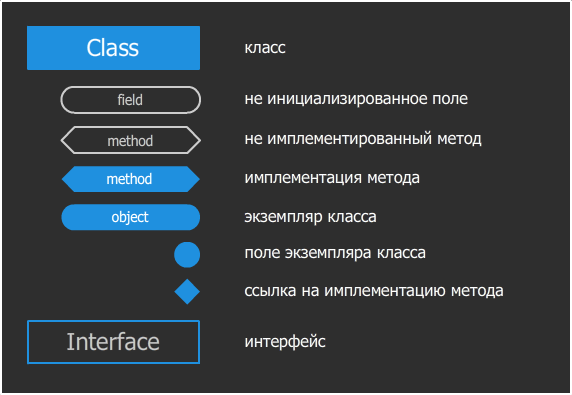 Class класс
field не инициализированное поле
method не имплементированный метод
method имплементация метода
object экземпляр класса
поле экземпляра класса
ссылка на имплементацию метода
Interface интерфейс